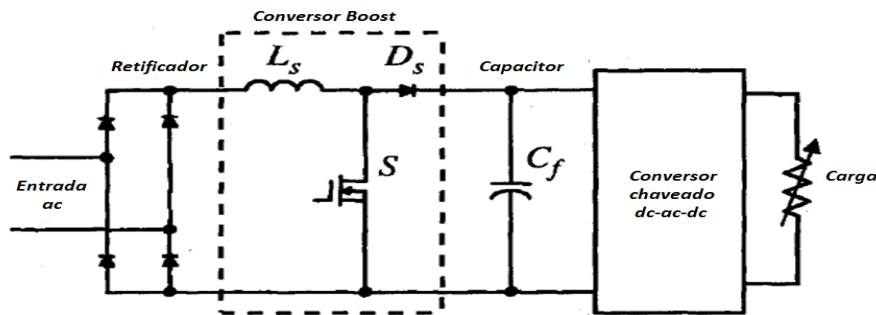 Conversor Boost
Retificador
L_s
D_s
Capacitor
Entrada
ac
S
C_f
Conversor
chaveado
dc-ac-dc
Carga